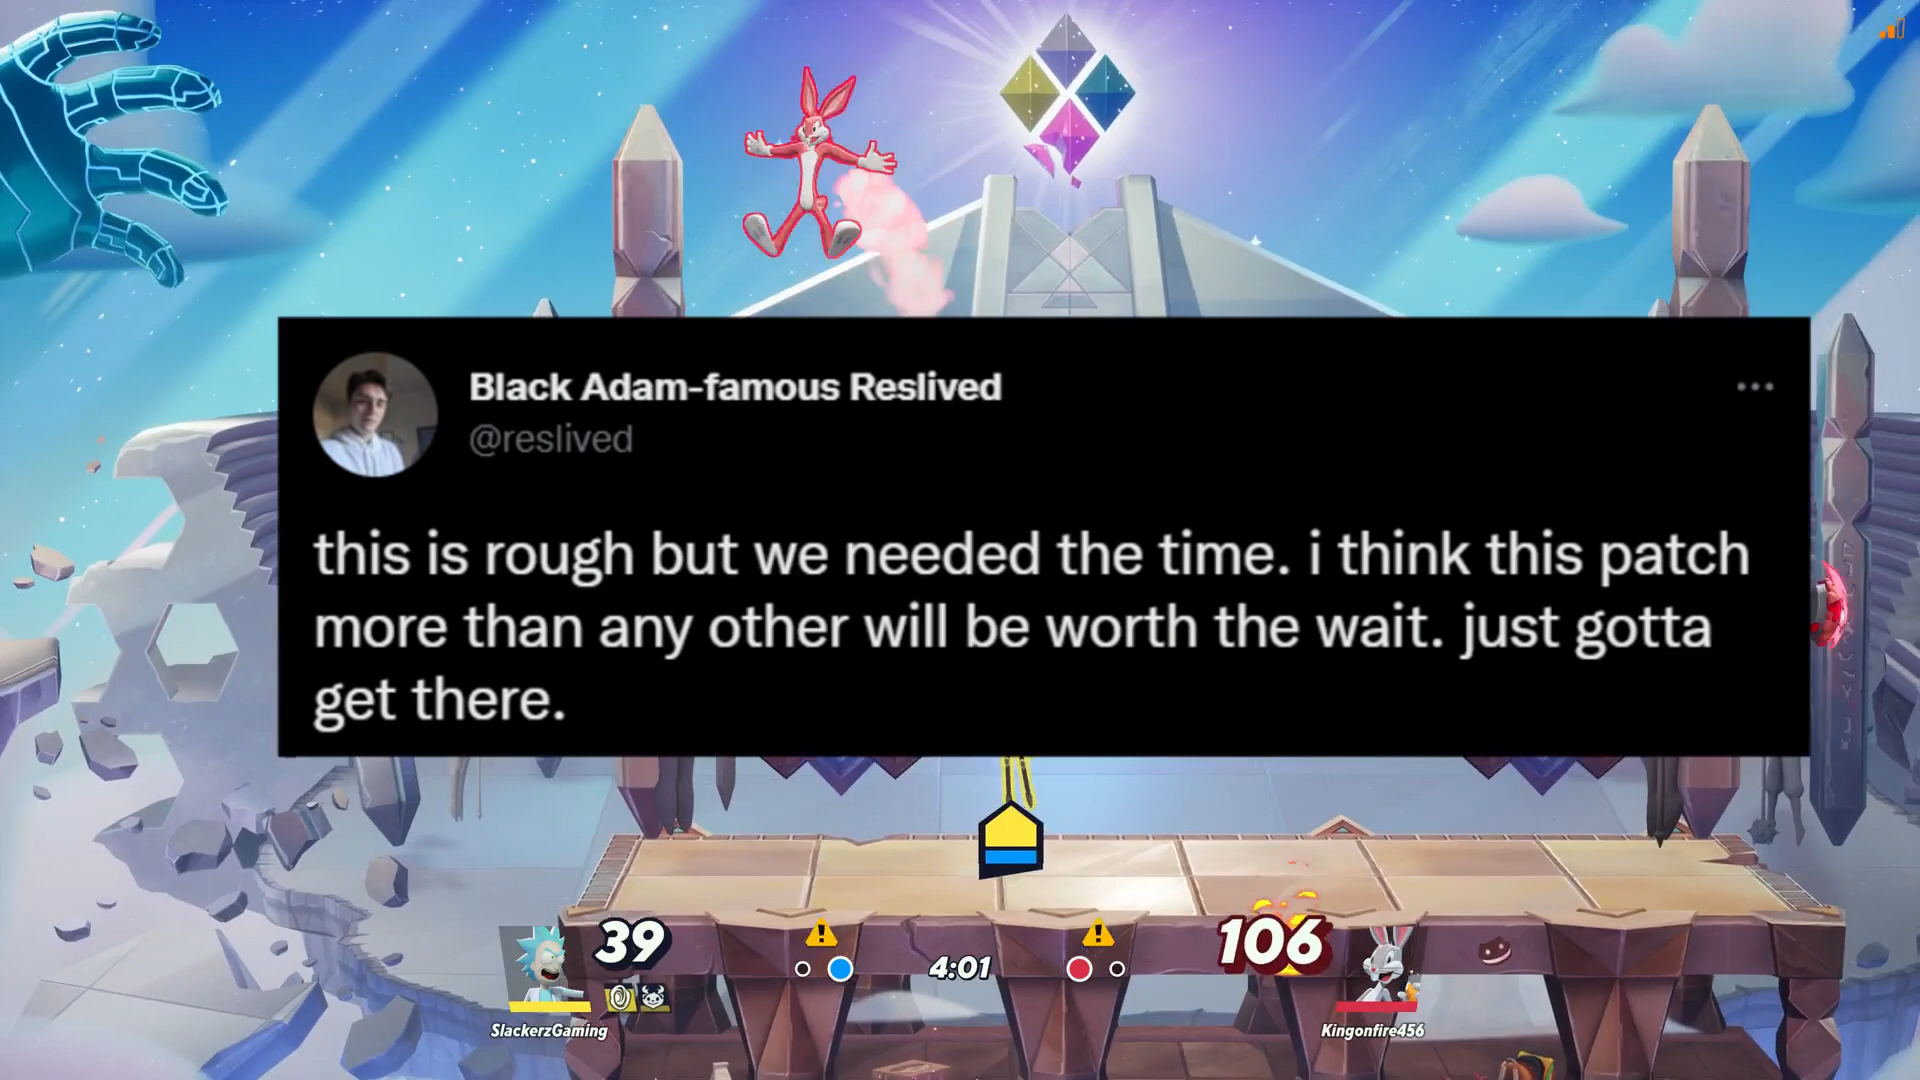 Black Adam-famous Reslived
@reslived
this is rough but we needed the time. i think this patch
more than any other will be worth the wait. just gotta
get there.
39
4:01
106
SlackerzGaming
Kingonfire456